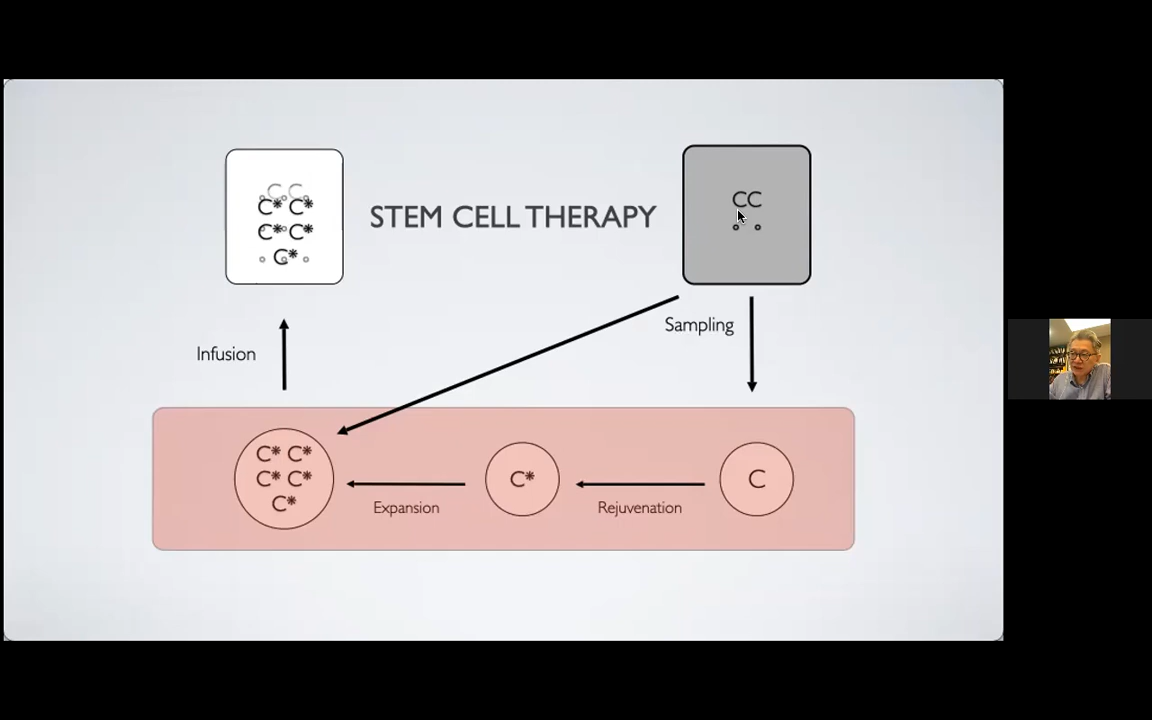 C C
C* C*
C* C*
C*
STEM CELL THERAPY
CC
Sampling
Infusion
C* C*
C* C*
C*
Expansion
C*
Rejuvenation
C